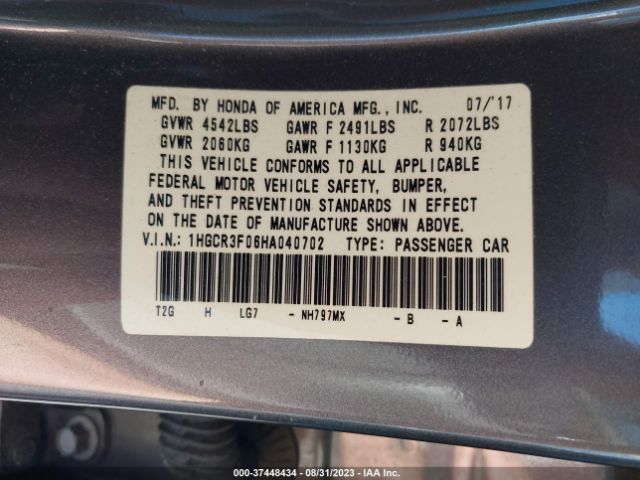 MFD. BY HONDA OF AMERICA MFG., INC. 07/'17
GVWR 4542LBS GAWR F 2491LBS R 2072LBS
GVWR 2060KG GAWR F 1130KG R 940KG
THIS VEHICLE CONFORMS TO ALL APPLICABLE
FEDERAL MOTOR VEHICLE SAFETY, BUMPER,
AND THEFT PREVENTION STANDARDS IN EFFECT
ON THE DATE OF MANUFACTURE SHOWN ABOVE.
V.I.N.: 1HGCR3F06HA040702 TYPE: PASSENGER CAR
T2G H LG7 - NH797MX - B - A
000-37448434 - 08/31/2023 - IAA Inc.